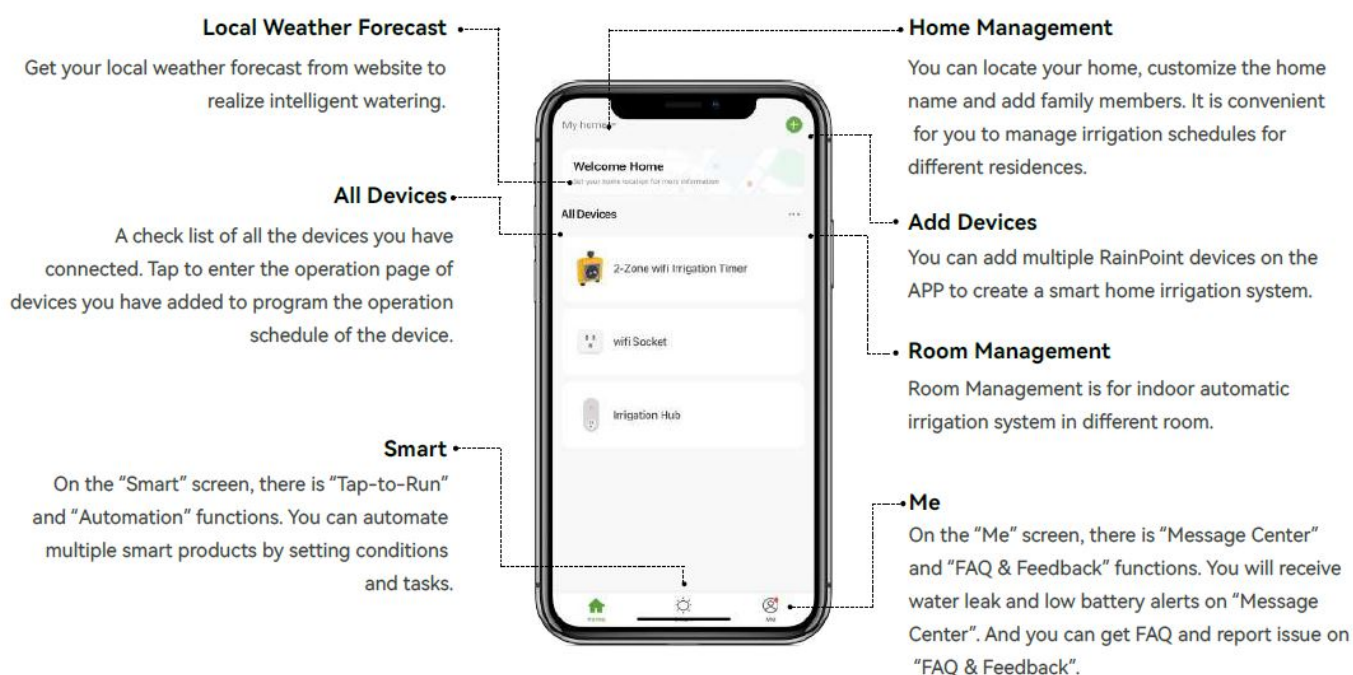 Local Weather Forecast
Get your local weather forecast from website to
realize intelligent watering.
All Devices
A check list of all the devices you have
connected. Tap to enter the operation page of
devices you have added to program the operation
schedule of the device.
Smart
On the “Smart” screen, there is “Tap-to-Run”
and “Automation” functions. You can automate
multiple smart products by setting conditions
and tasks.
My home
Welcome Home
Set your home location for more information
All Devices
...
2-Zone wifi Irrigation Timer
wifi Socket
Irrigation Hub
Home
Me
Home Management
You can locate your home, customize the home
name and add family members. It is convenient
for you to manage irrigation schedules for
different residences.
Add Devices
You can add multiple RainPoint devices on the
APP to create a smart home irrigation system.
Room Management
Room Management is for indoor automatic
irrigation system in different room.
Me
On the “Me” screen, there is “Message Center”
and “FAQ & Feedback” functions. You will receive
water leak and low battery alerts on “Message
Center”. And you can get FAQ and report issue on
“FAQ & Feedback”.